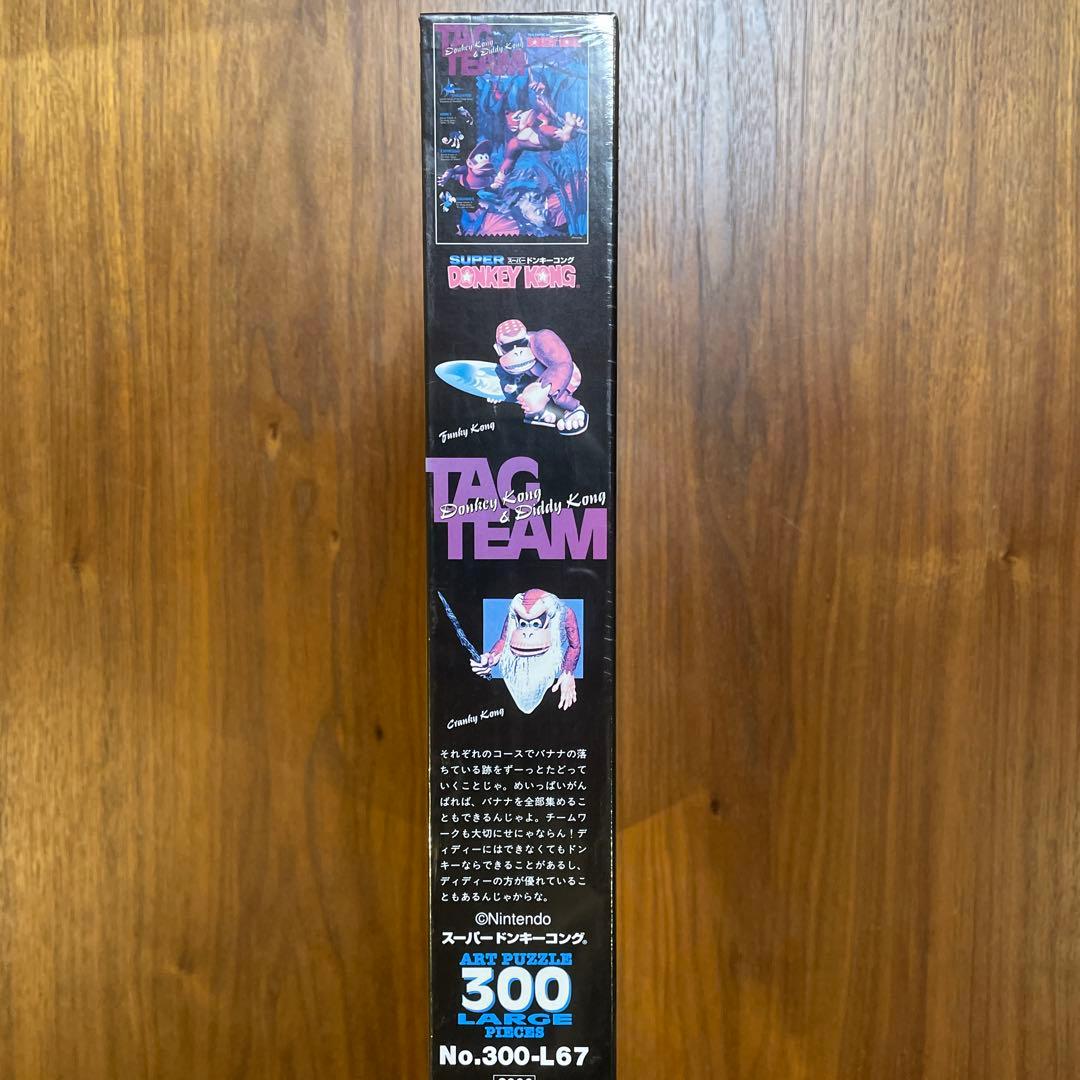 TAG
Donkey Kong
& Diddy Kong
TEAM
SUPER スーパードンキーコング
DONKEY KONG®
Funky Kong
TAG
Donkey Kong
& Diddy Kong
TEAM
Cranky Kong
それぞれのコースでバナナの落
ちている跡をずーっとたどって
いくことじゃ。めいっぱいがん
ばれば、バナナを全部集めるこ
ともできるんじゃよ。チームワ
ークも大切にせにゃならん！デ
ィディーにはできなくてもドン
キーならできることがあるし、
ディディーの方が優れているこ
ともあるんじゃからな。
©Nintendo
スーパードンキーコング®
ART PUZZLE
300
LARGE
PIECES
No.300-L67